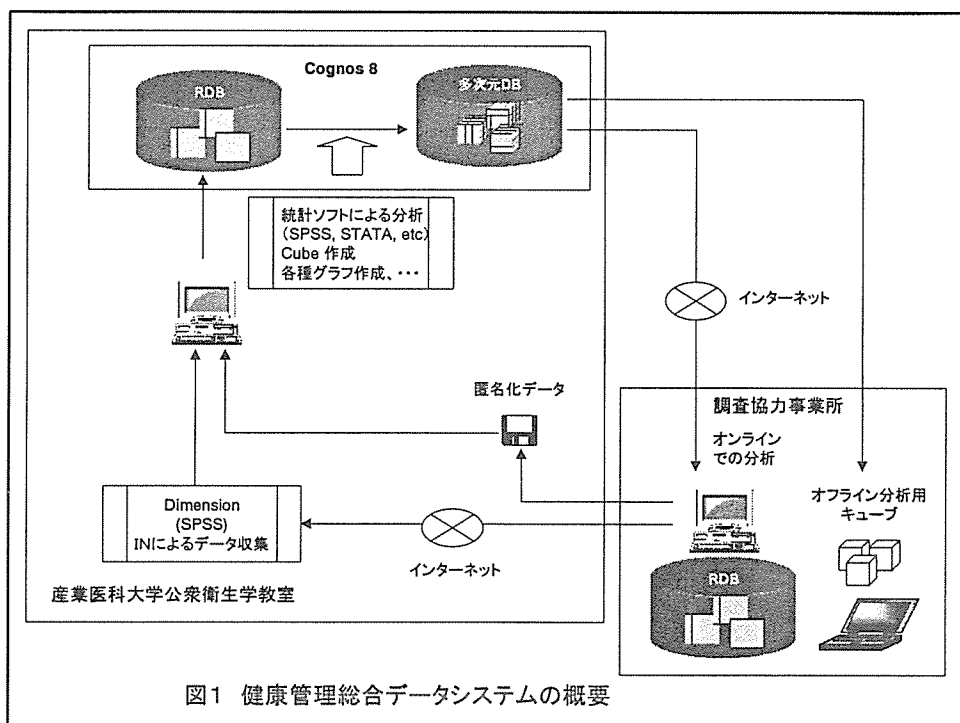 Cognos 8
RDB
多次元DB
統計ソフトによる分析
(SPSS, STATA, etc)
Cube 作成
各種グラフ作成、・・・
インターネット
匿名化データ
調査協力事業所
オンライン
での分析
オフライン分析用
キューブ
Dimension
(SPSS)
INによるデータ収集
インターネット
RDB
産業医科大学公衆衛生学教室
図1 健康管理総合データシステムの概要